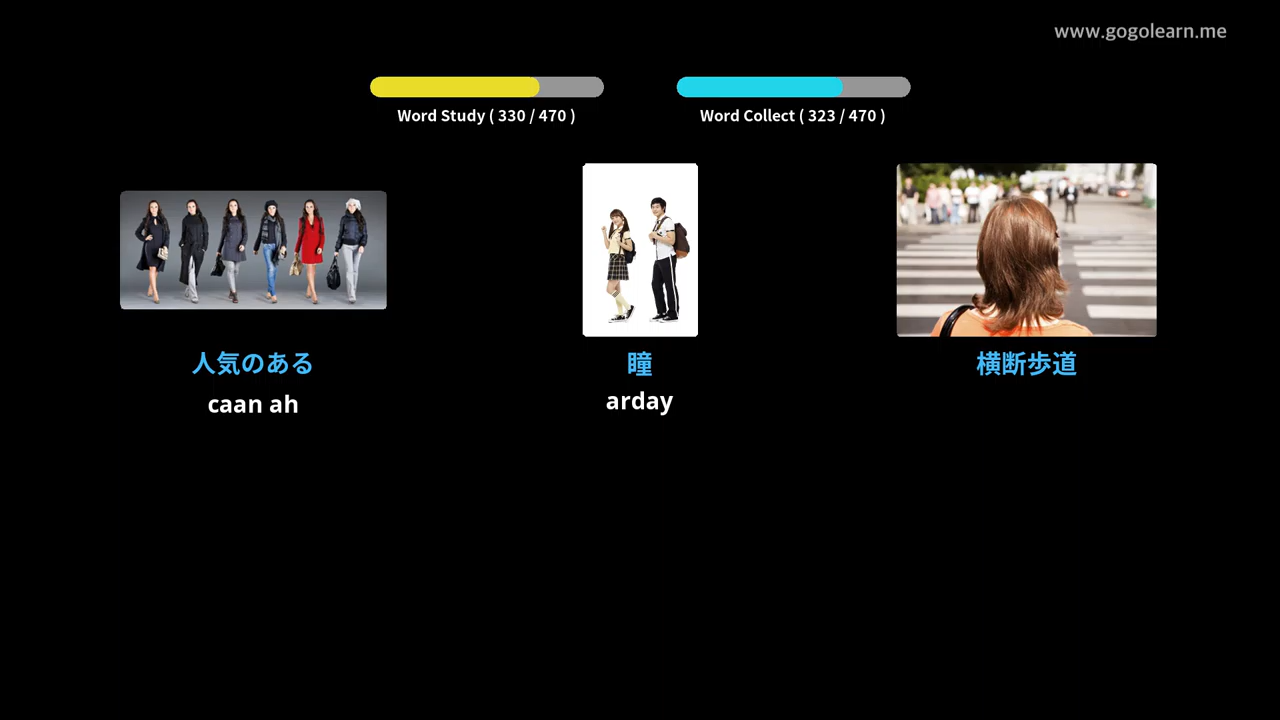 www.gogolearn.me
Word Study ( 330 / 470 )
Word Collect ( 323 / 470 )
人気のある
瞳
横断歩道
caan ah
arday